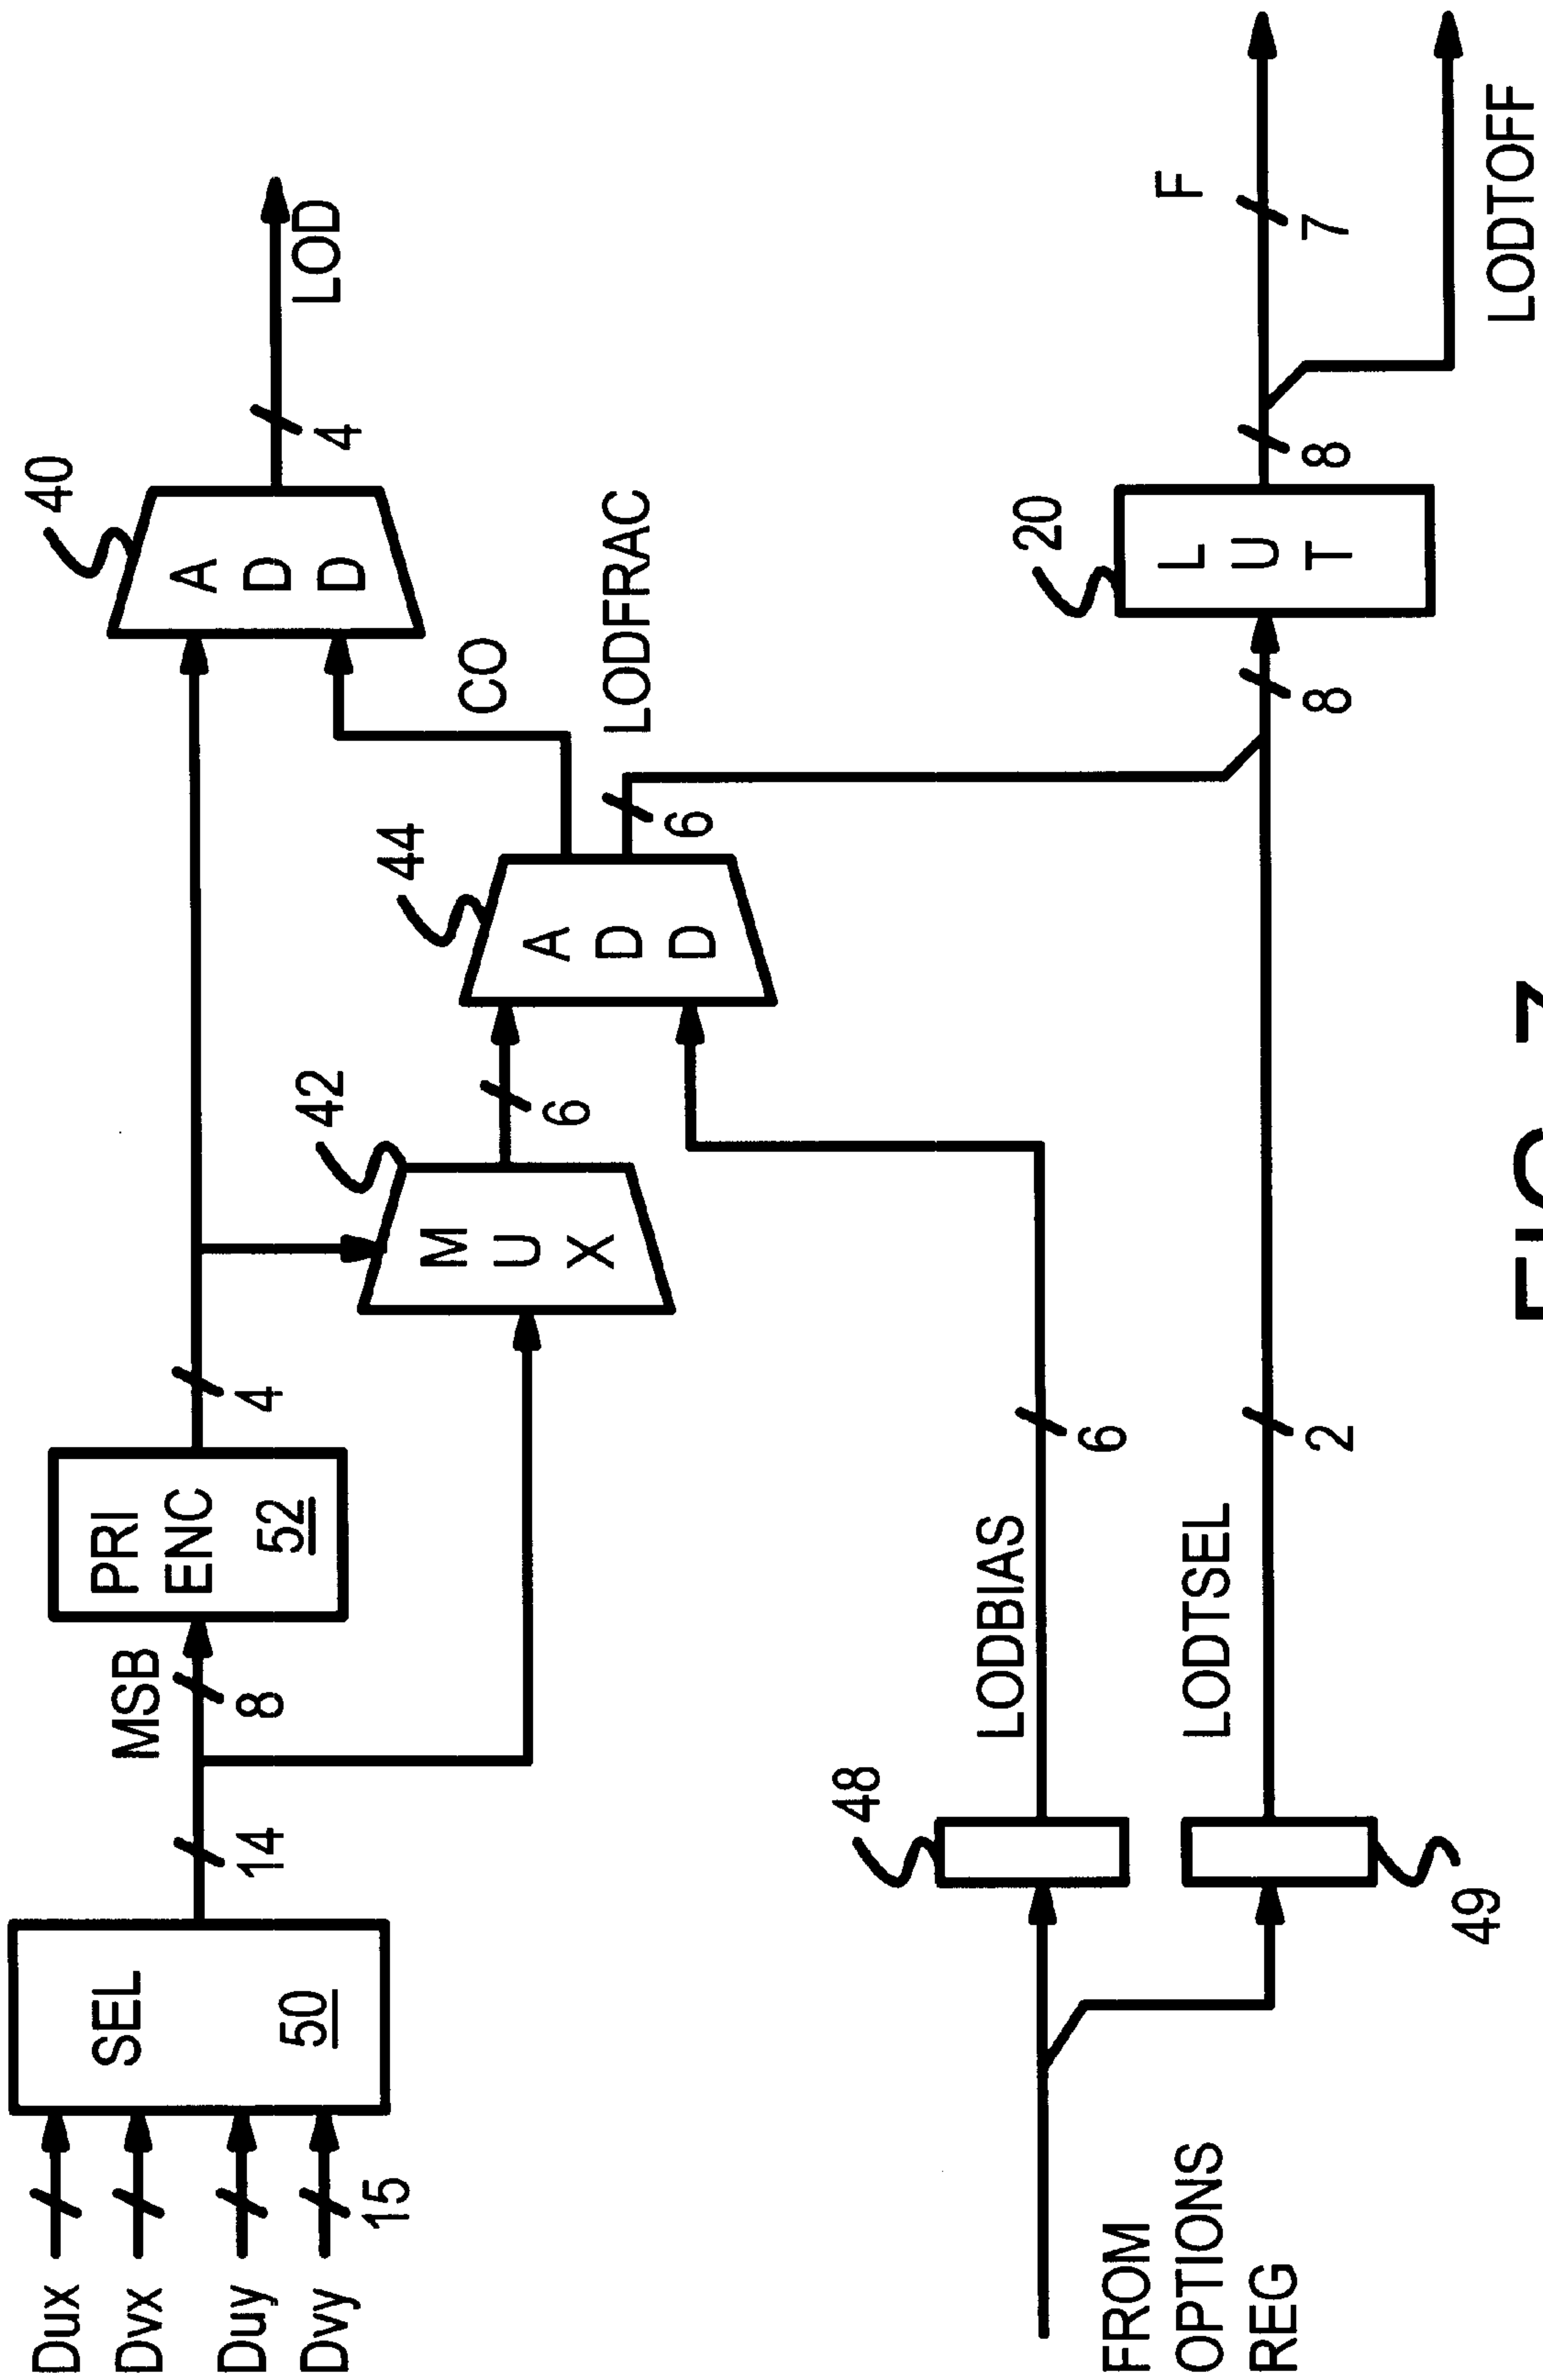 Dux
Dvx
Duy
Dvy
15
SEL
50
14
MSB
8
PRI
ENC
52
4
42
M
U
X
6
44
A
D
D
6
CO
LODFRAC
40
A
D
D
4
LOD
FROM
OPTIONS
REG
48
49
LODBIAS
6
LODTSEL
2
8
20
L
U
T
8
F
7
LODTOFF